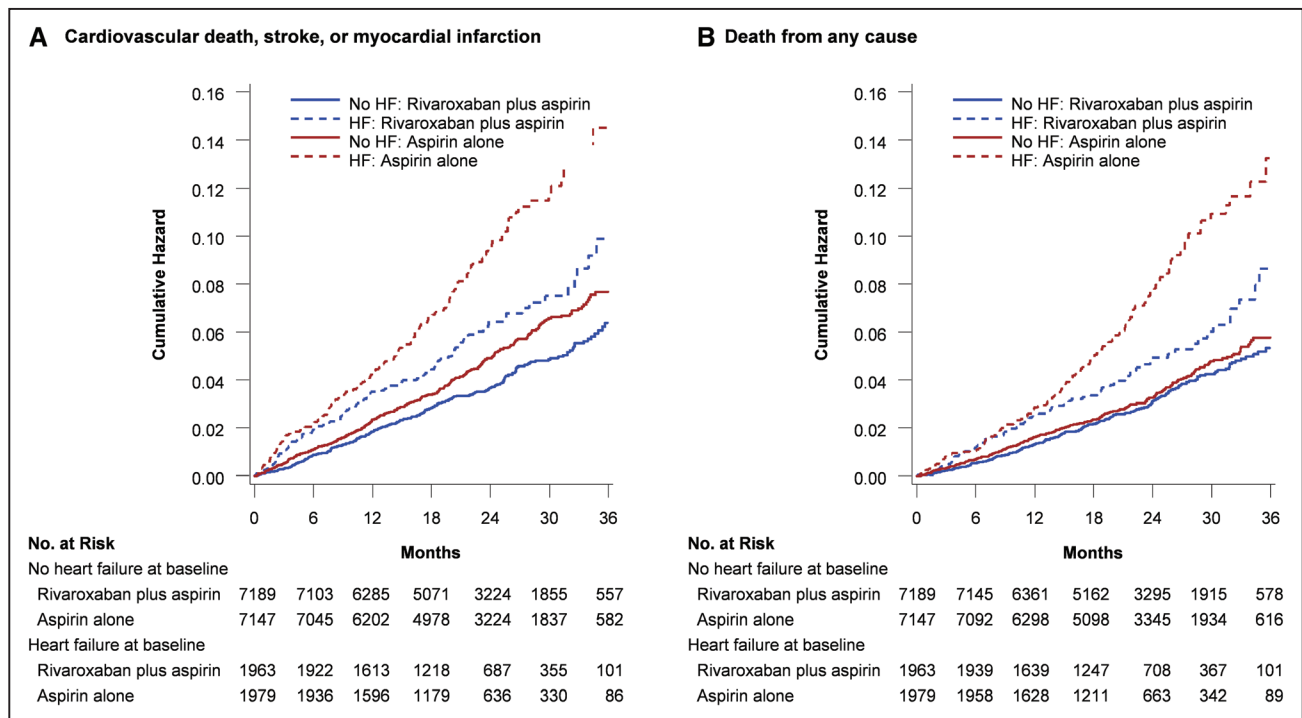 A Cardiovascular death, stroke, or myocardial infarction
0.16
0.14
0.12
0.10
0.08
0.06
0.04
0.02
0.00
Cumulative Hazard
No HF: Rivaroxaban plus aspirin
HF: Rivaroxaban plus aspirin
No HF: Aspirin alone
HF: Aspirin alone
0 6 12 18 24 30 36
Months
No. at Risk
No heart failure at baseline
Rivaroxaban plus aspirin 7189 7103 6285 5071 3224 1855 557
Aspirin alone 7147 7045 6202 4978 3224 1837 582
Heart failure at baseline
Rivaroxaban plus aspirin 1963 1922 1613 1218 687 355 101
Aspirin alone 1979 1936 1596 1179 636 330 86
B Death from any cause
0.16
0.14
0.12
0.10
0.08
0.06
0.04
0.02
0.00
Cumulative Hazard
No HF: Rivaroxaban plus aspirin
HF: Rivaroxaban plus aspirin
No HF: Aspirin alone
HF: Aspirin alone
0 6 12 18 24 30 36
Months
No. at Risk
No heart failure at baseline
Rivaroxaban plus aspirin 7189 7145 6361 5162 3295 1915 578
Aspirin alone 7147 7092 6298 5098 3345 1934 616
Heart failure at baseline
Rivaroxaban plus aspirin 1963 1939 1639 1247 708 367 101
Aspirin alone 1979 1958 1628 1211 663 342 89